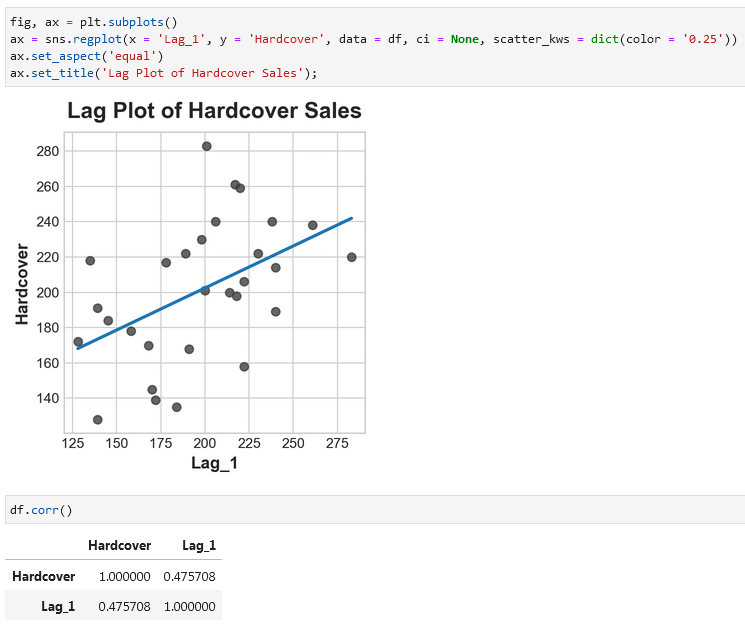 fig, ax = plt.subplots()
ax = sns.regplot(x = 'Lag_1', y = 'Hardcover', data = df, ci = None, scatter_kws = dict(color = '0.25'))
ax.set_aspect('equal')
ax.set_title('Lag Plot of Hardcover Sales');
Lag Plot of Hardcover Sales
280
260
240
220
200
180
160
140
Hardcover
125 150 175 200 225 250 275
Lag_1
df.corr()
Hardcover Lag_1
Hardcover 1.000000 0.475708
Lag_1 0.475708 1.000000